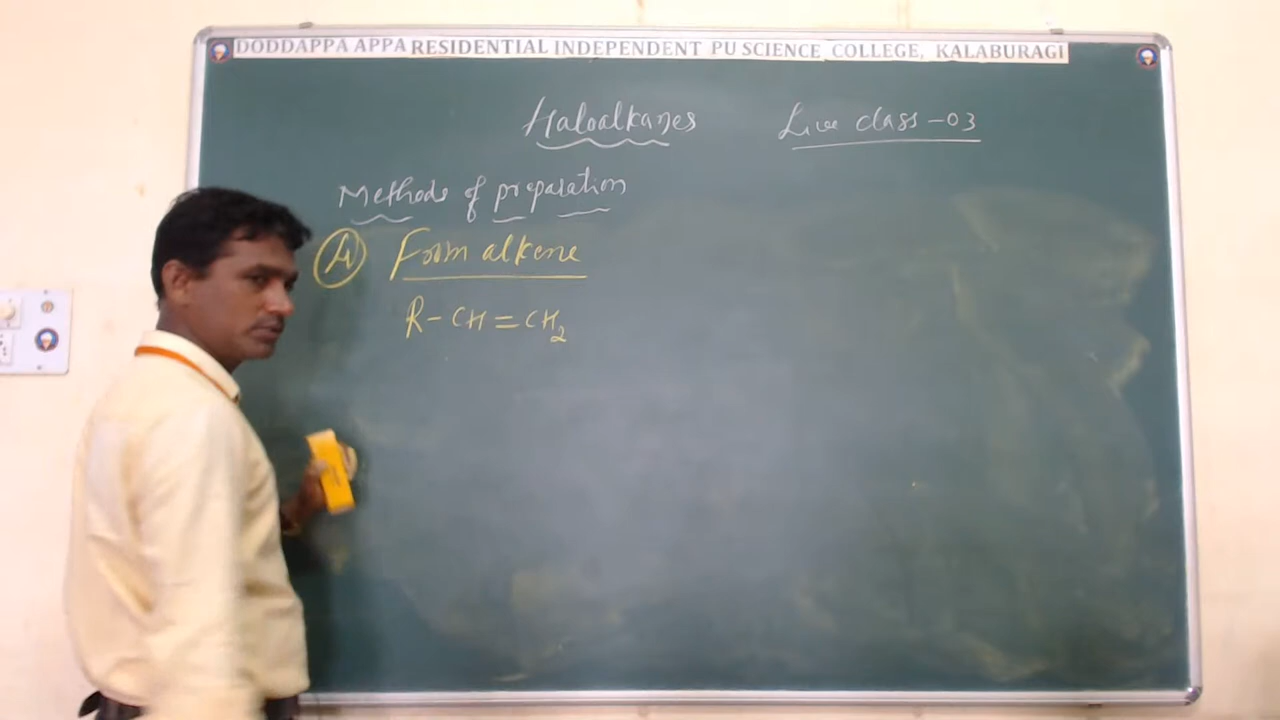 DODDAPPA APPA RESIDENTIAL INDEPENDENT PU SCIENCE COLLEGE, KALABURAGI
Haloalkanes Live class -03
Methods of preparation
A From alkene
R-CH=CH₂